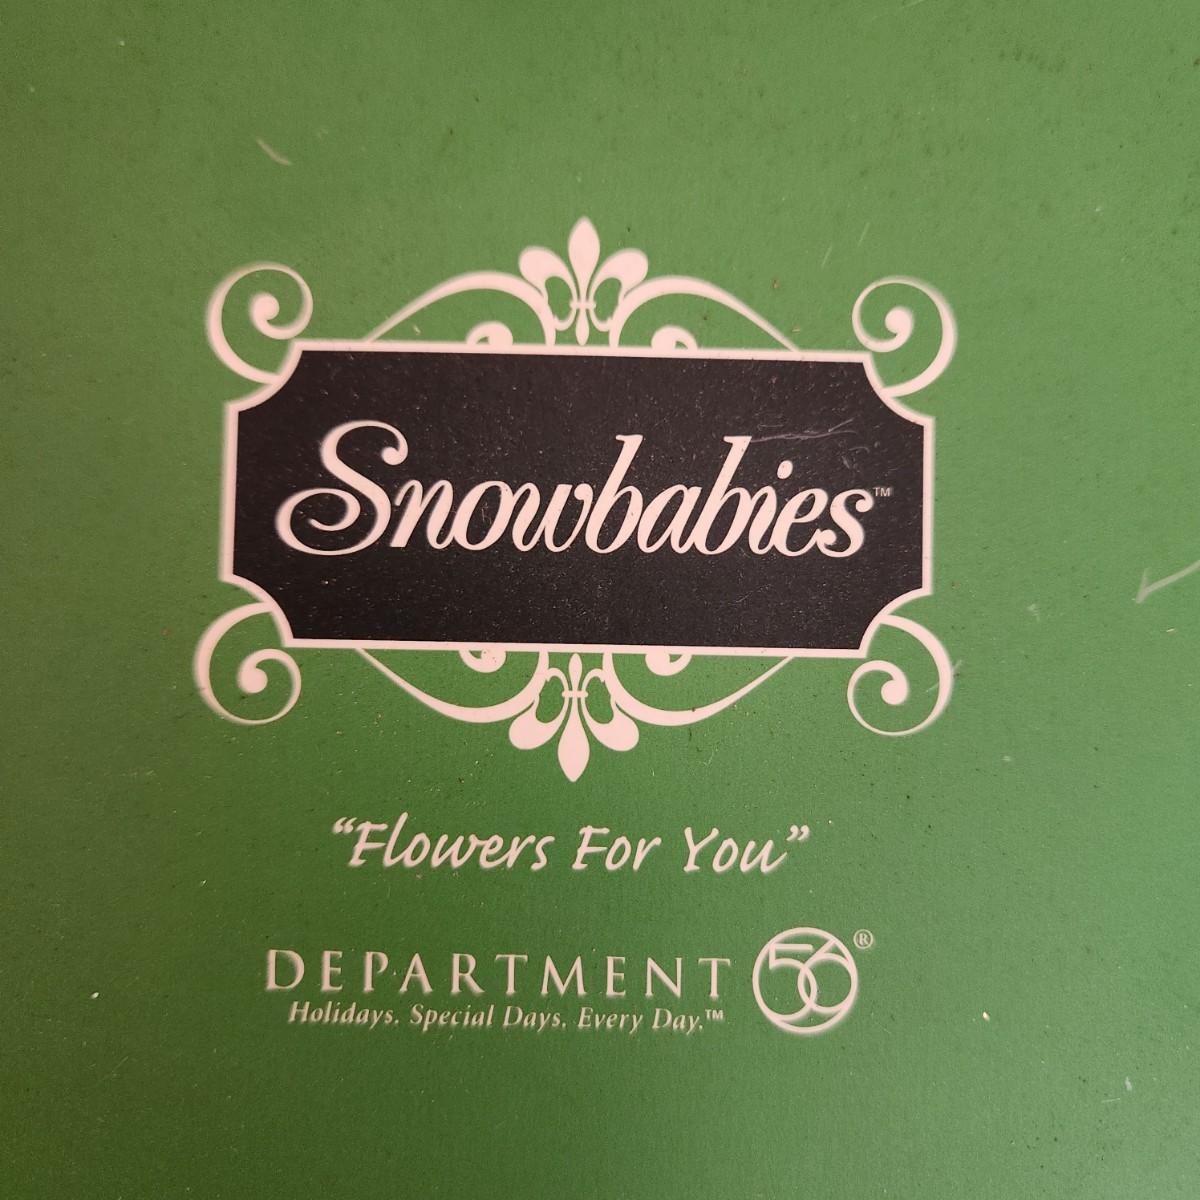 Snowbabies™
“Flowers For You”
DEPARTMENT 56®
Holidays. Special Days. Every Day.™